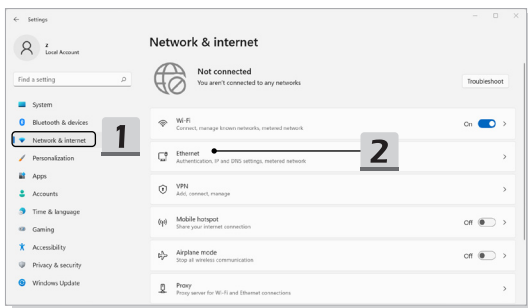 Settings
z
Local Account
Find a setting
System
Bluetooth & devices
Network & internet
Personalization
Apps
Accounts
Time & language
Gaming
Accessibility
Privacy & security
Windows Update
1
Network & internet
Not connected
You aren't connected to any networks
Troubleshoot
Wi-Fi
Connect, manage known networks, metered network
On
Ethernet
Authentication, IP and DNS settings, metered network
2
VPN
Add, connect, manage
Mobile hotspot
Share your internet connection
Off
Airplane mode
Stop all wireless communication
Off
Proxy
Proxy server for Wi-Fi and Ethernet connections